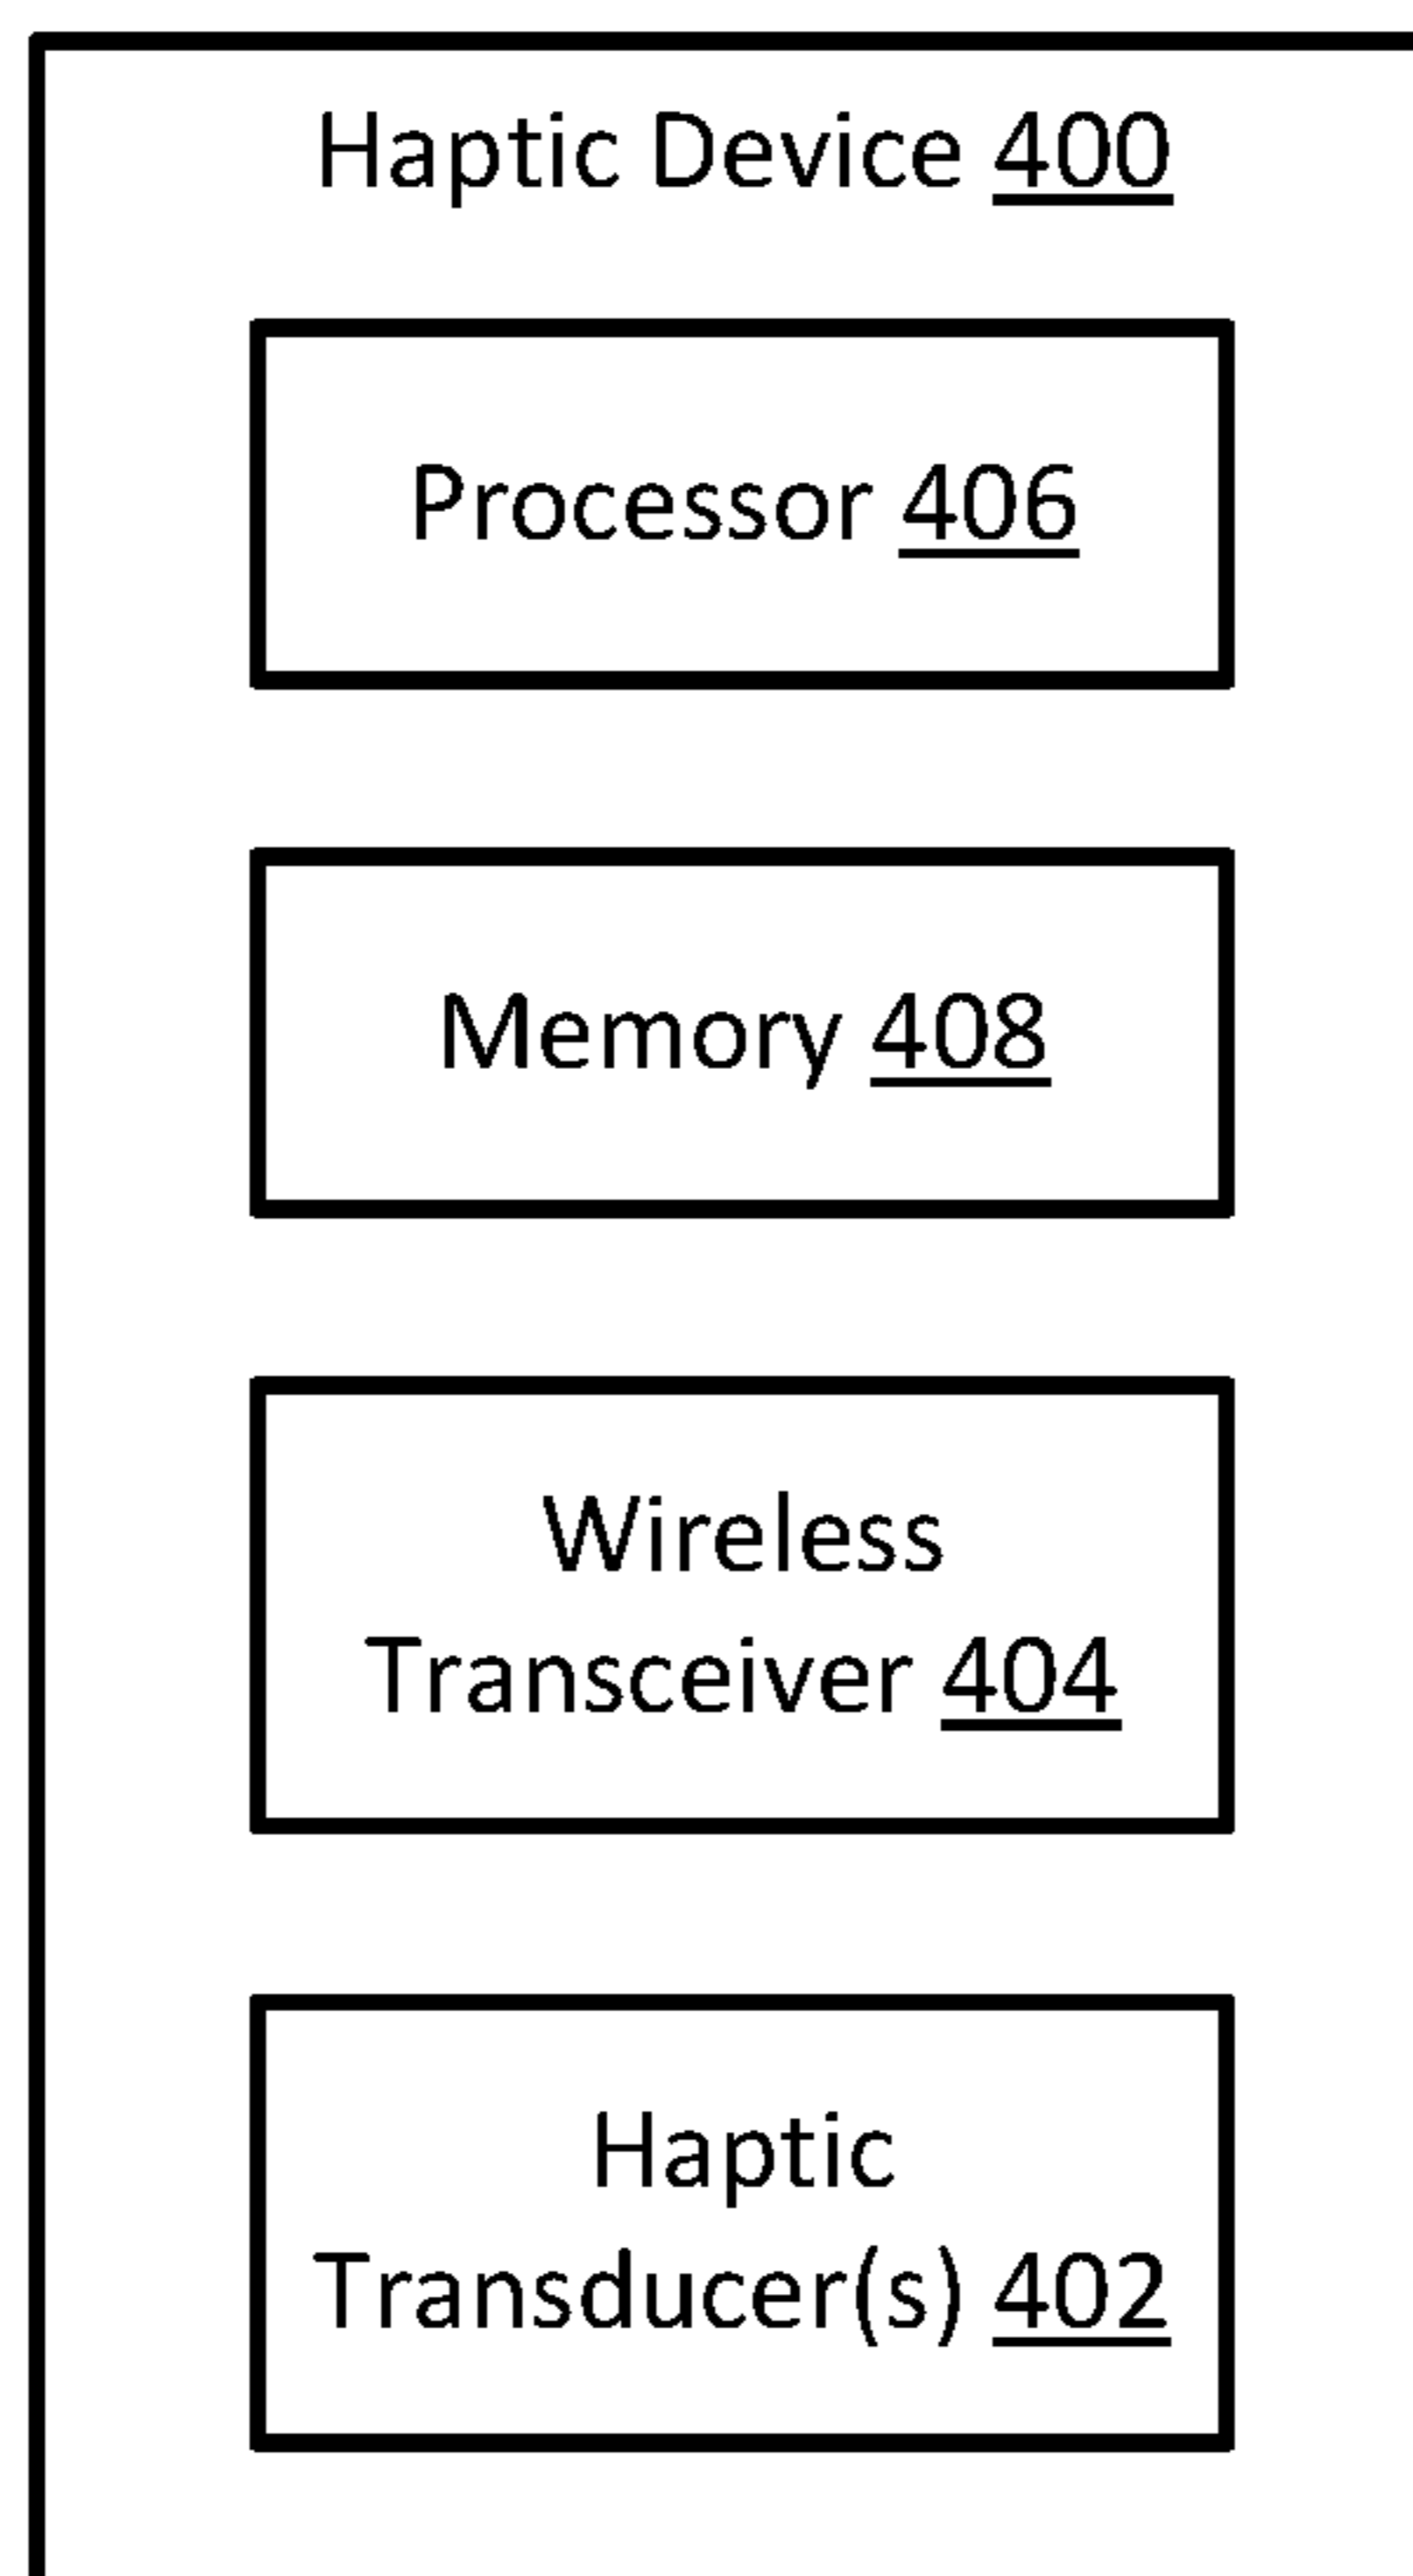 Haptic Device 400
Processor 406
Memory 408
Wireless
Transceiver 404
Haptic
Transducer(s) 402